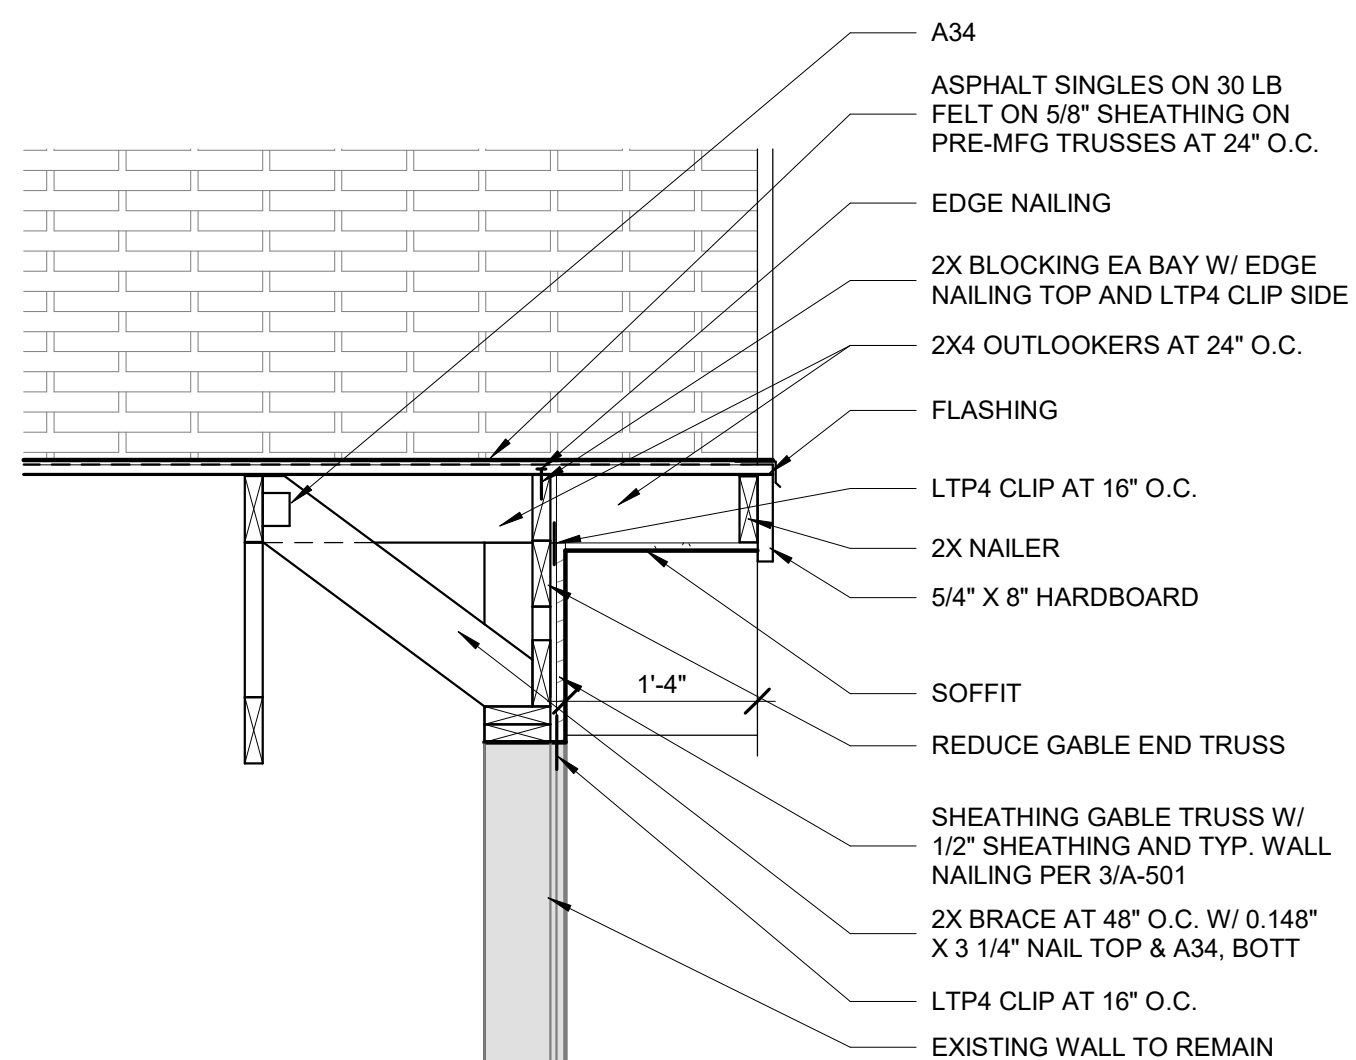 A34
ASPHALT SINGLES ON 30 LB
FELT ON 5/8" SHEATHING ON
PRE-MFG TRUSSES AT 24" O.C.
EDGE NAILING
2X BLOCKING EA BAY W/ EDGE
NAILING TOP AND LTP4 CLIP SIDE
2X4 OUTLOOKERS AT 24" O.C.
FLASHING
LTP4 CLIP AT 16" O.C.
2X NAILER
5/4" X 8" HARDBOARD
1'-4"
SOFFIT
REDUCE GABLE END TRUSS
SHEATHING GABLE TRUSS W/
1/2" SHEATHING AND TYP. WALL
NAILING PER 3/A-501
2X BRACE AT 48" O.C. W/ 0.148"
X 3 1/4" NAIL TOP & A34, BOTT
LTP4 CLIP AT 16" O.C.
EXISTING WALL TO REMAIN